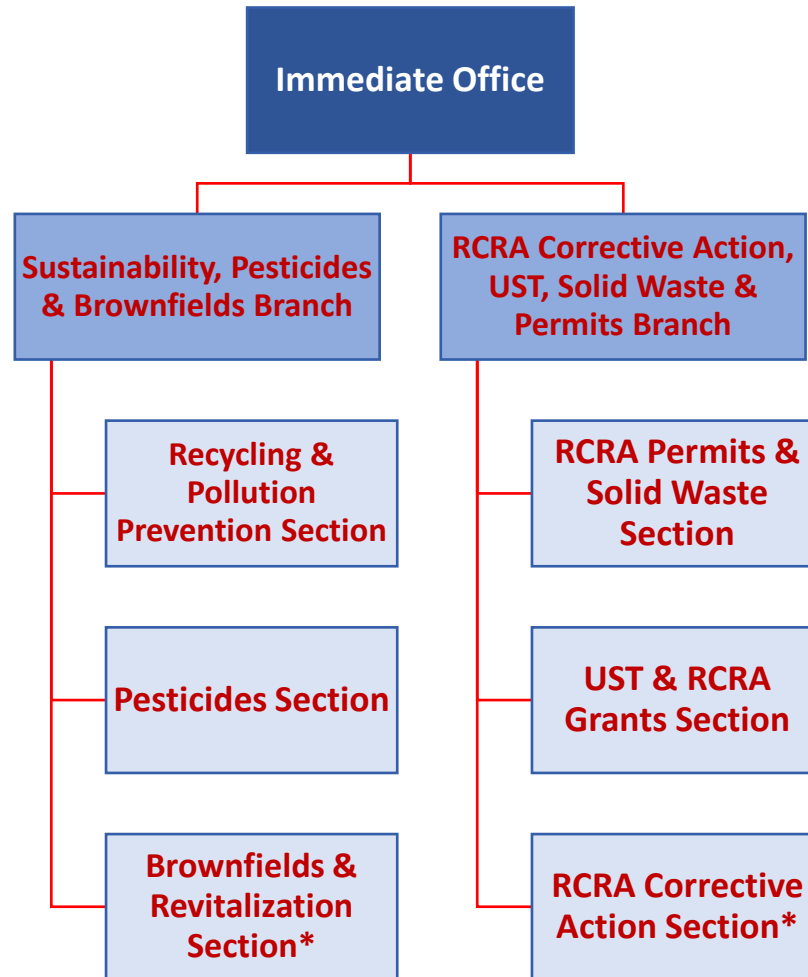 Immediate Office
Sustainability, Pesticides
& Brownfields Branch
RCRA Corrective Action,
UST, Solid Waste &
Permits Branch
Recycling &
Pollution
Prevention Section
Pesticides Section
Brownfields &
Revitalization
Section*
RCRA Permits &
Solid Waste
Section
UST & RCRA
Grants Section
RCRA Corrective
Action Section*